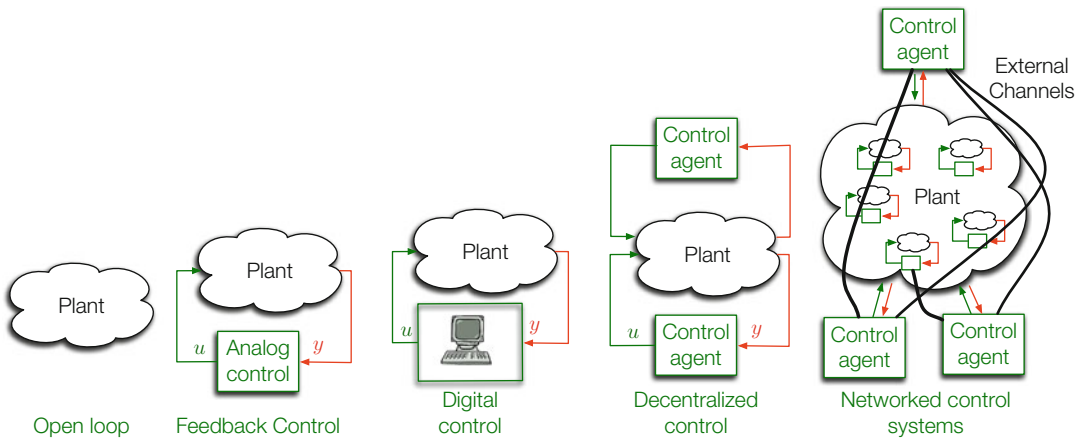 Plant
Open loop
Plant
u
y
Analog
control
Feedback Control
Plant
u
y
Digital
control
Control
agent
Plant
u
y
Control
agent
Decentralized
control
Control
agent
External
Channels
Plant
Control
agent
Control
agent
Networked control
systems